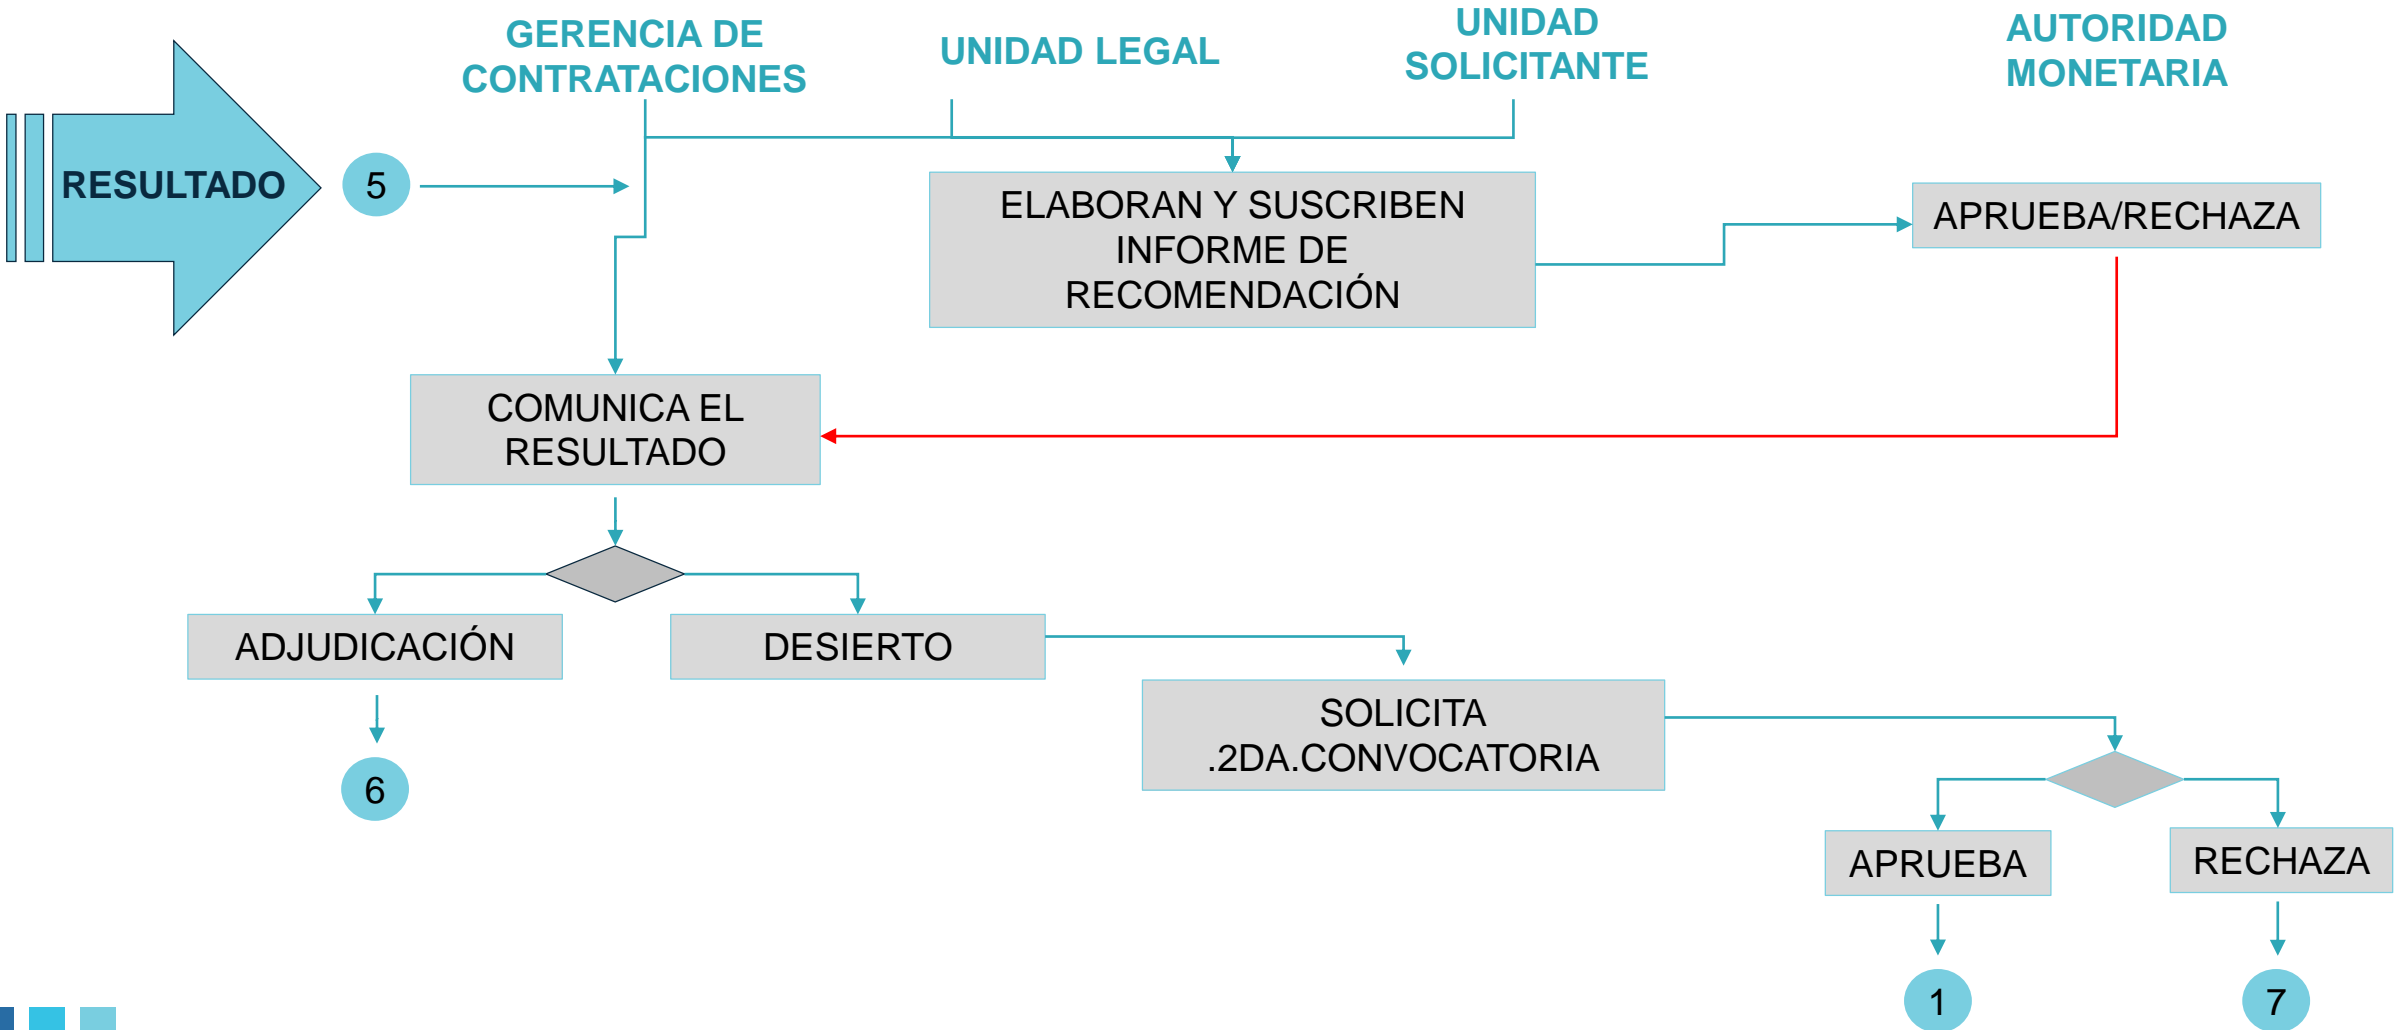 GERENCIA DE
CONTRATACIONES
UNIDAD LEGAL
UNIDAD
SOLICITANTE
AUTORIDAD
MONETARIA
RESULTADO
5
ELABORAN Y SUSCRIBEN
INFORME DE
RECOMENDACIÓN
APRUEBA/RECHAZA
COMUNICA EL
RESULTADO
ADJUDICACIÓN
DESIERTO
SOLICITA
.2DA.CONVOCATORIA
6
APRUEBA
RECHAZA
1
7